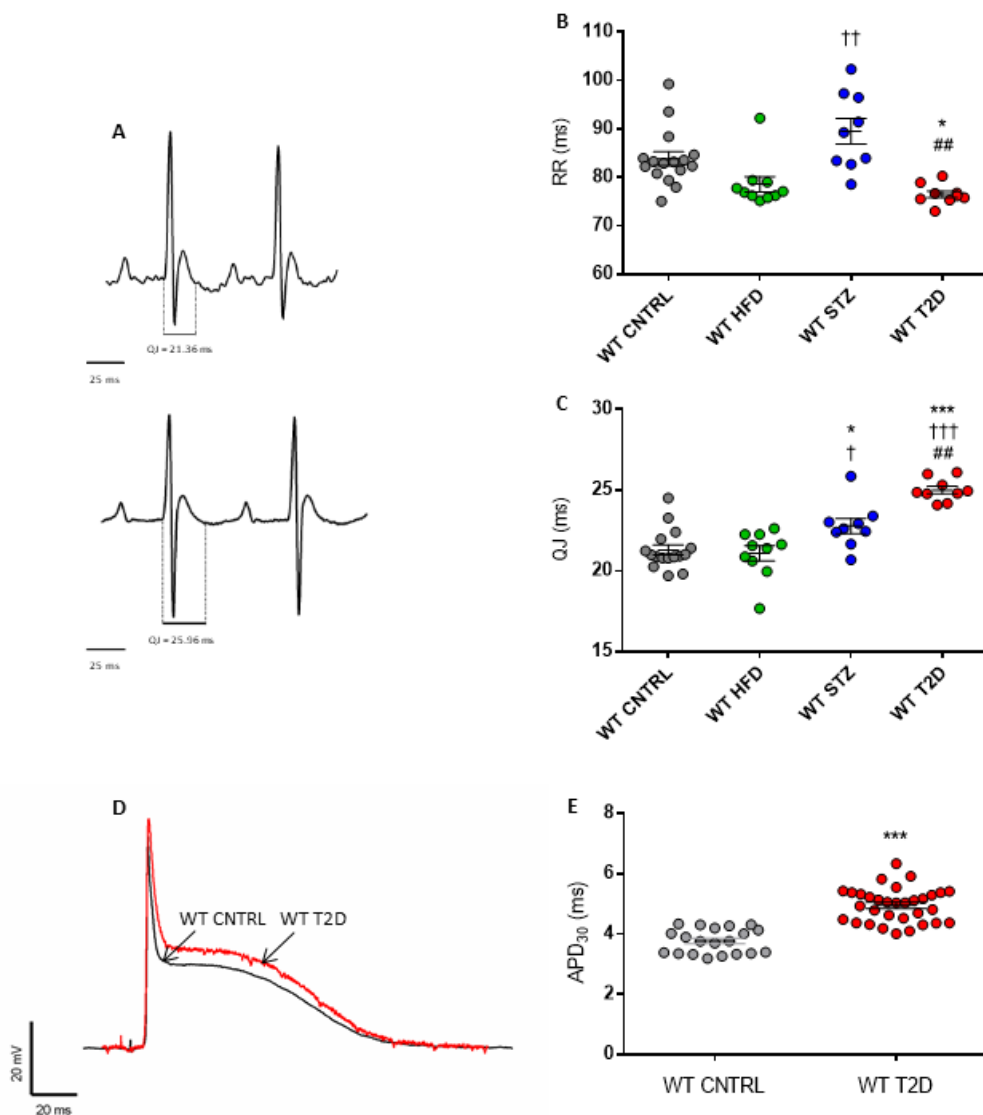 A
QJ = 21.36 ms
25 ms
QJ = 25.96 ms
25 ms
B
RR (ms)
110
100
90
80
70
60
††
*
##
WT CNTRL
WT HFD
WT STZ
WT T2D
C
QJ (ms)
30
25
20
15
*
†
***
†††
##
WT CNTRL
WT HFD
WT STZ
WT T2D
D
WT CNTRL
WT T2D
20 mV
20 ms
E
APD30 (ms)
8
6
4
2
0
***
WT CNTRL
WT T2D